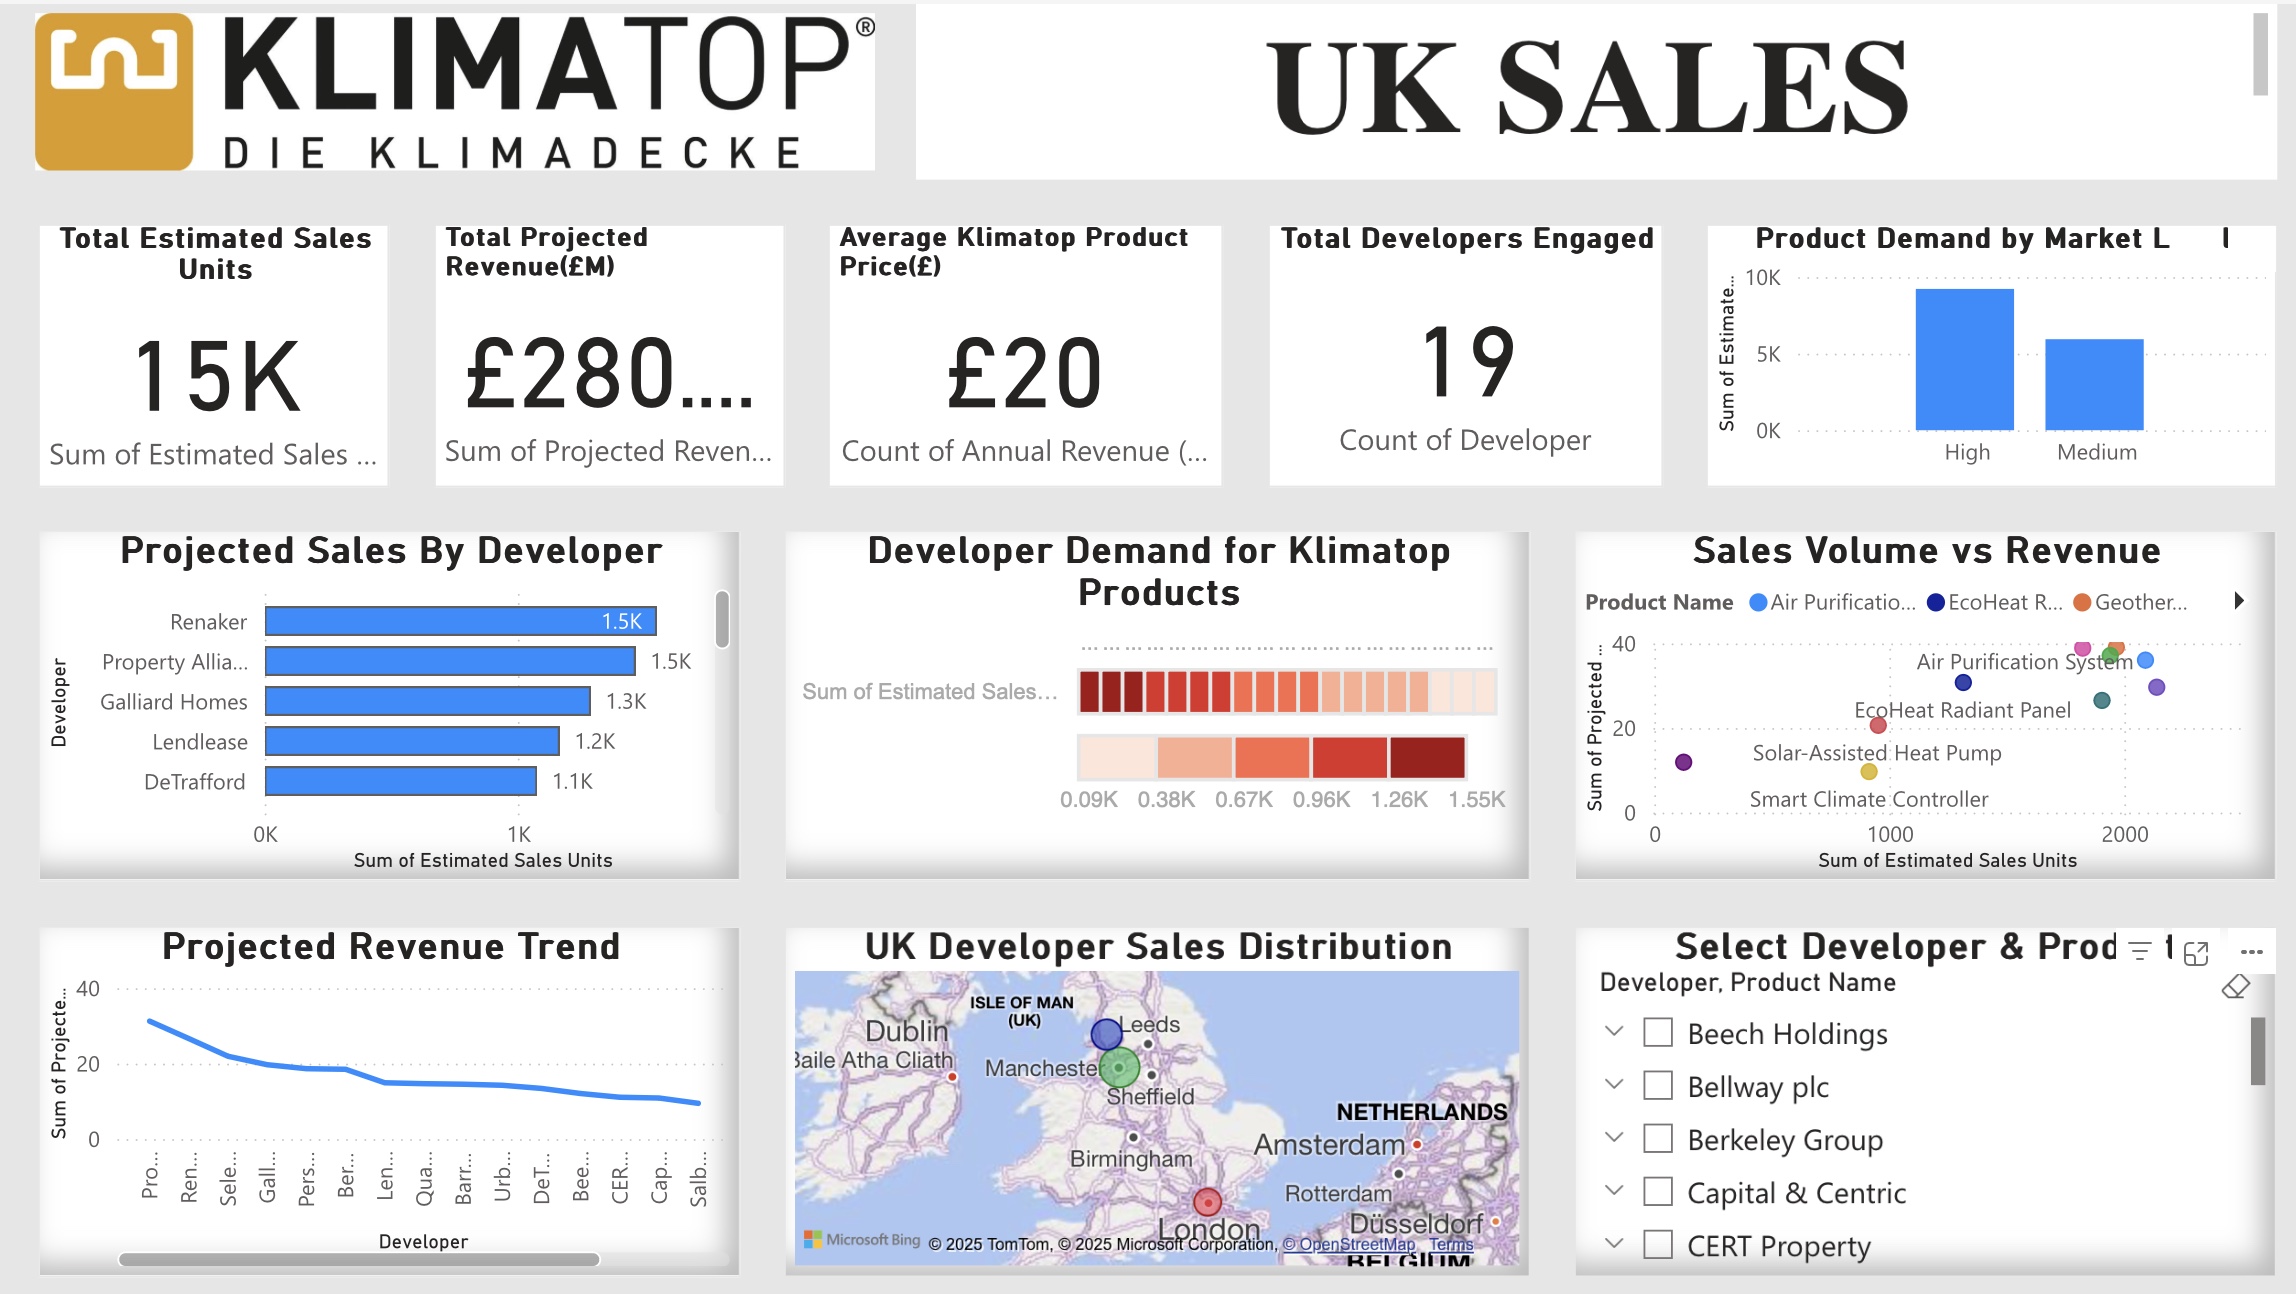 KLIMATOP®
DIE KLIMADECKE
UK SALES
Total Estimated Sales
Units
15K
Sum of Estimated Sales ...
Total Projected
Revenue(£M)
£280....
Sum of Projected Reven...
Average Klimatop Product
Price(£)
£20
Count of Annual Revenue (...
Total Developers Engaged
19
Count of Developer
Product Demand by Market L l
Sum of Estimate...
10K
5K
0K
High Medium
Projected Sales By Developer
Developer
Renaker 1.5K
Property Allia... 1.5K
Galliard Homes 1.3K
Lendlease 1.2K
DeTrafford 1.1K
0K 1K
Sum of Estimated Sales Units
Developer Demand for Klimatop
Products
Sum of Estimated Sales...
0.09K 0.38K 0.67K 0.96K 1.26K 1.55K
Sales Volume vs Revenue
Product Name Air Purificatio... EcoHeat R... Geother...
Sum of Projected ...
40
20
0
Air Purification System
EcoHeat Radiant Panel
Solar-Assisted Heat Pump
Smart Climate Controller
0 1000 2000
Sum of Estimated Sales Units
Projected Revenue Trend
Sum of Projecte...
40
20
0
Pro... Ren... Sele... Gall... Pers... Ber... Len... Qua... Barr... Urb... DeT... Bee... CER... Cap... Salb...
Developer
UK Developer Sales Distribution
ISLE OF MAN
(UK)
Dublin
Baile Atha Cliath
Leeds
Mancheste
Sheffield
NETHERLANDS
Amsterdam
Birmingham
Rotterdam
Düsseldorf
London
Microsoft Bing
© 2025 TomTom, © 2025 Microsoft Corporation, © OpenStreetMap Terms
BELGIUM
Select Developer & Prod t
Developer, Product Name
Beech Holdings
Bellway plc
Berkeley Group
Capital & Centric
CERT Property